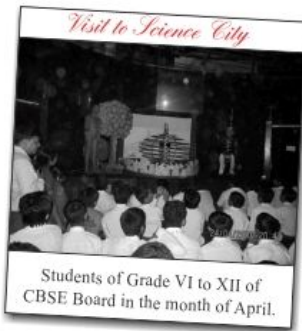 Visit to Science City
Students of Grade VI to XII of
CBSE Board in the month of April.